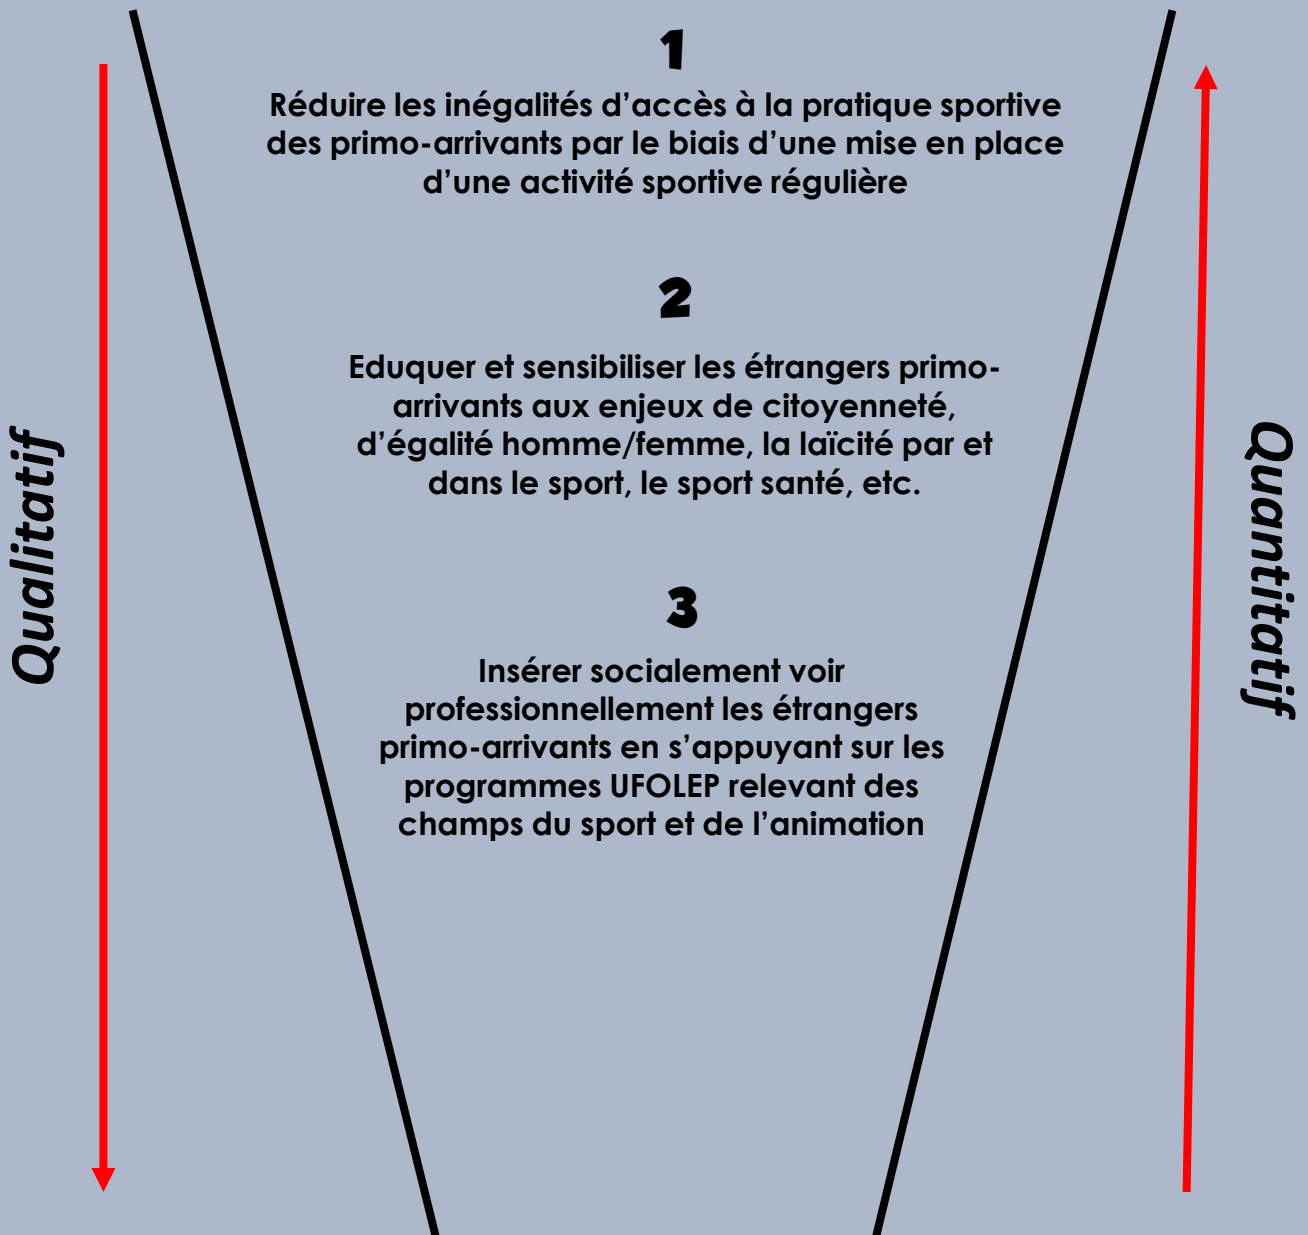 1
Réduire les inégalités d’accès à la pratique sportive
des primo-arrivants par le biais d’une mise en place
d’une activité sportive régulière
2
Eduquer et sensibiliser les étrangers primo-
arrivants aux enjeux de citoyenneté,
d’égalité homme/femme, la laïcité par et
dans le sport, le sport santé, etc.
3
Insérer socialement voir
professionnellement les étrangers
primo-arrivants en s’appuyant sur les
programmes UFOLEP relevant des
champs du sport et de l’animation
Qualitatif
Quantitatif